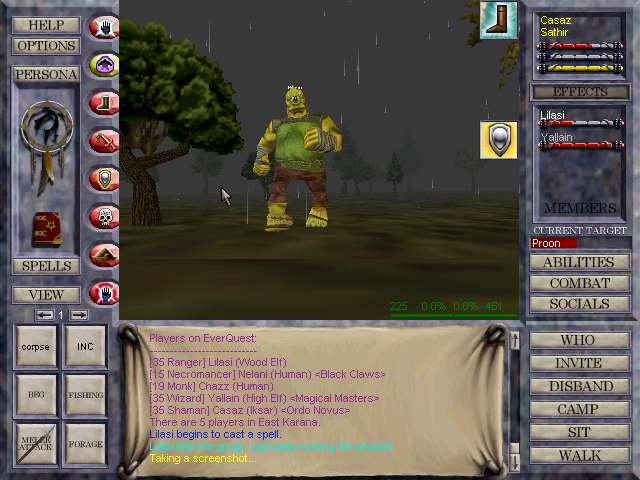 HELP
OPTIONS
PERSONA
SPELLS
VIEW
1
corpse
INC
BEG
FISHING
MELEE ATTACK
FORAGE
225 0.0% 0.0% 461
Players on EverQuest:
---------------------------
[35 Ranger] Lilasi (Wood Elf)
[15 Necromancer] Nelani (Human) <Black Claws>
[19 Monk] Chazz (Human)
[35 Wizard] Yallain (High Elf) <Magical Masters>
[35 Shaman] Casaz (Iksar) <Ordo Novus>
There are 5 players in East Karana.
Lilasi begins to cast a spell.
Taking a screenshot...
Casaz
Sathir
EFFECTS
Lilasi
Yallain
MEMBERS
CURRENT TARGET
Proon
ABILITIES
COMBAT
SOCIALS
WHO
INVITE
DISBAND
CAMP
SIT
WALK